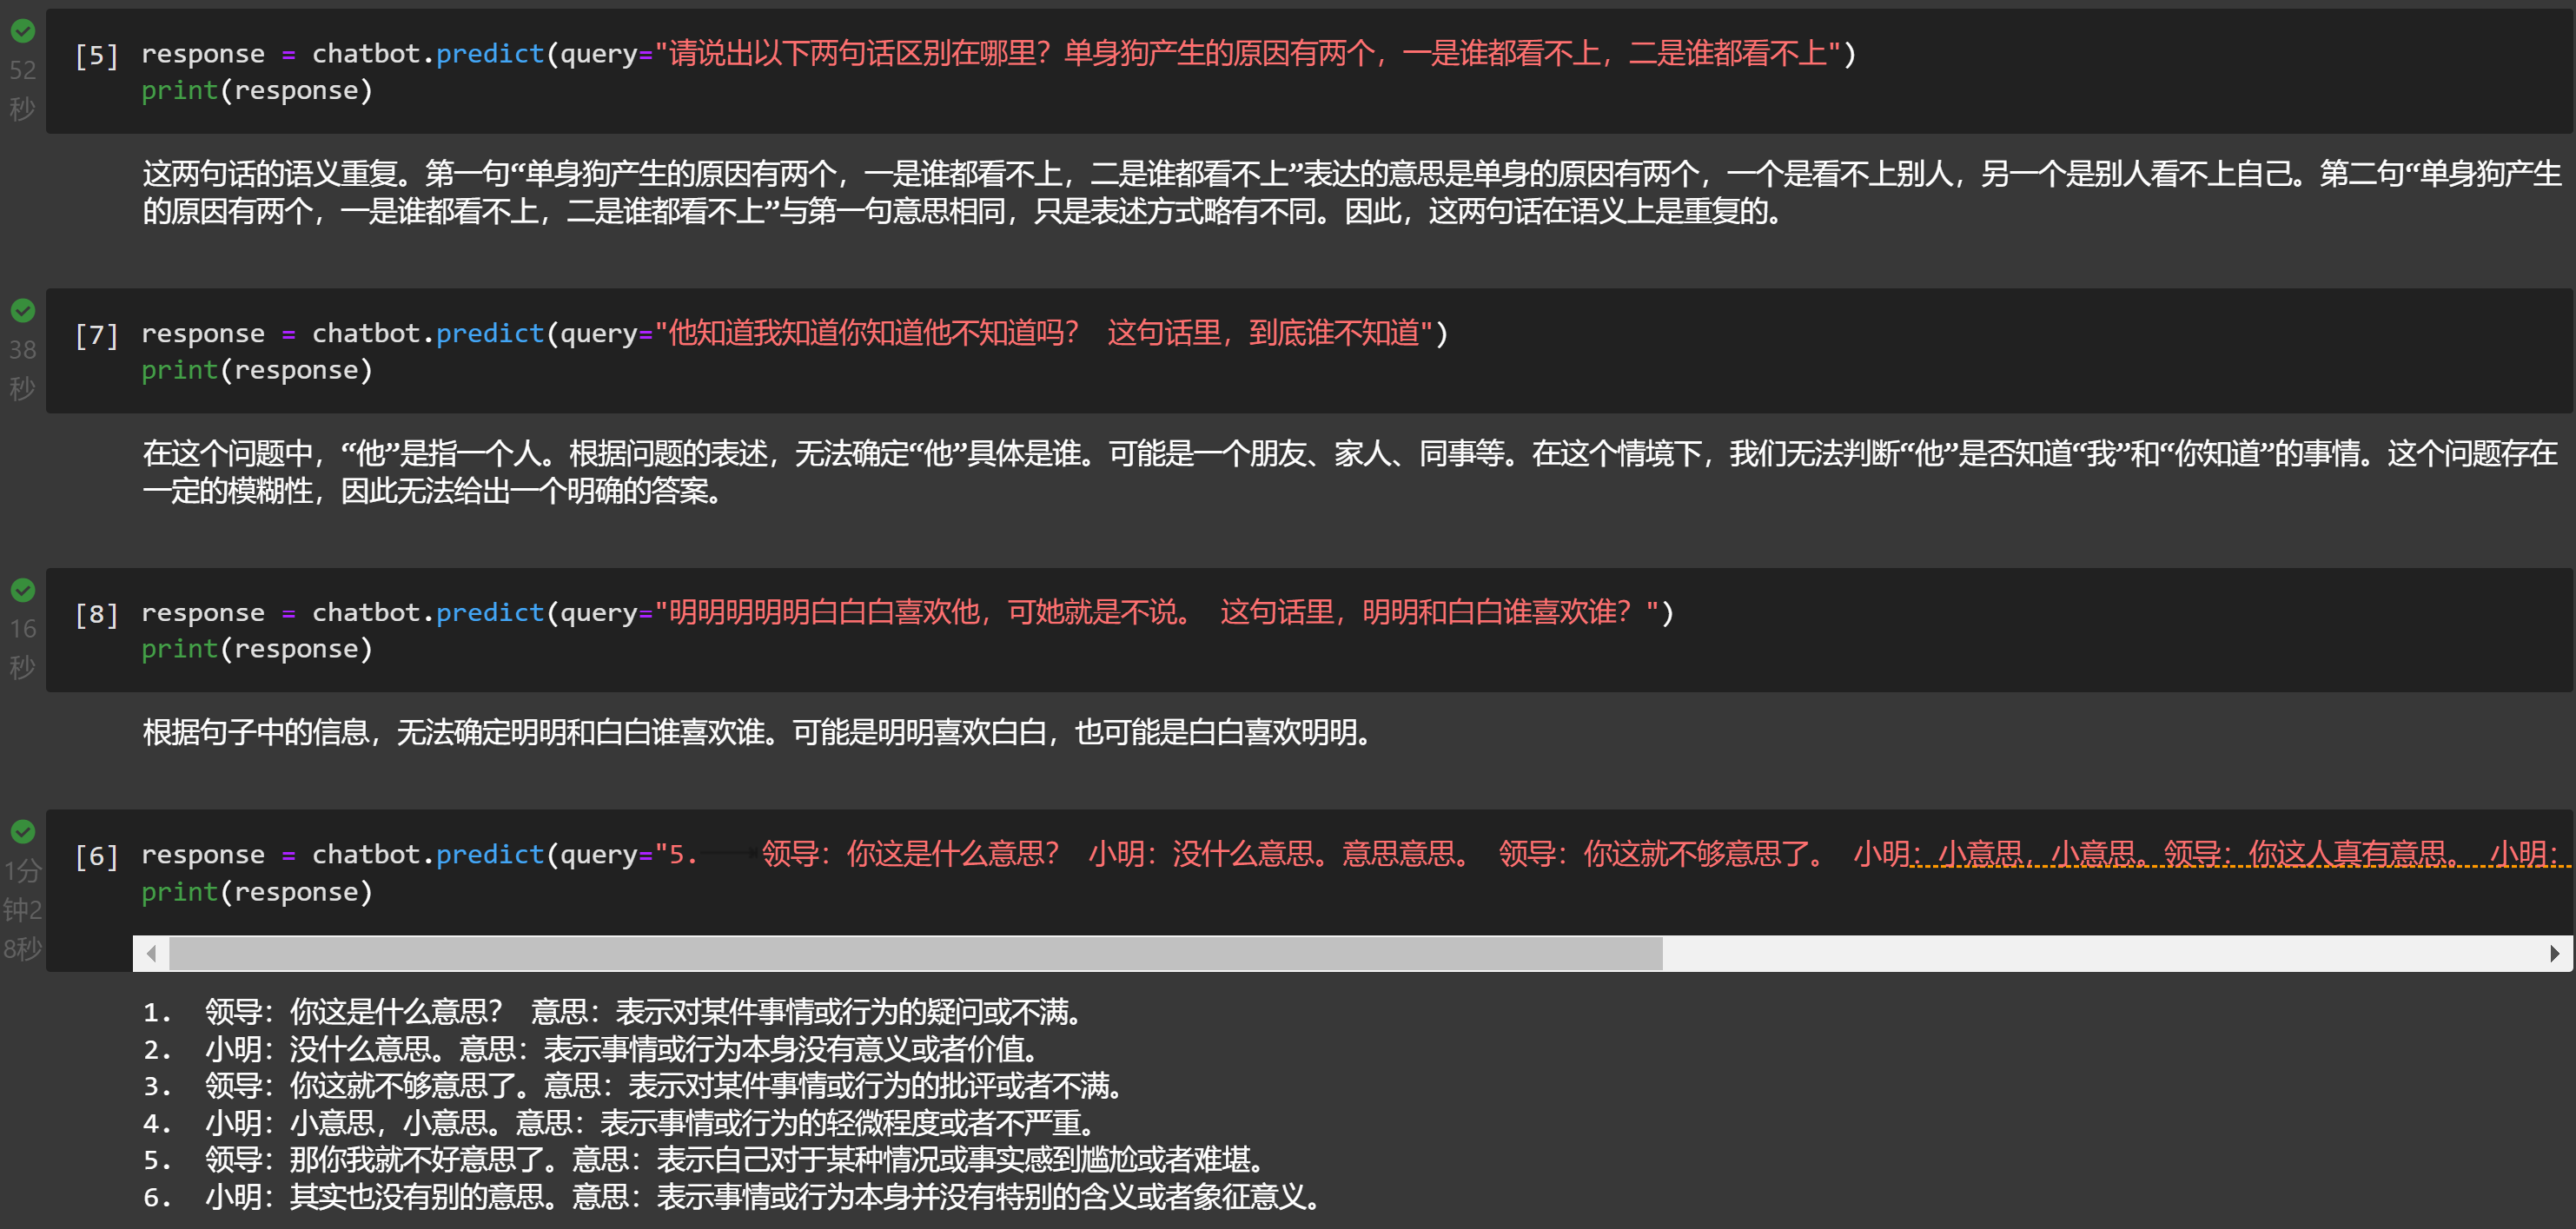 [5] response = chatbot.predict(query="请说出以下两句话区别在哪里？单身狗产生的原因有两个，一是谁都看不上，二是谁都看不上")
52
print(response)
秒
这两句话的语义重复。第一句“单身狗产生的原因有两个，一是谁都看不上，二是谁都看不上”表达的意思是单身的原因有两个，一个是看不上别人，另一个是别人看不上自己。第二句“单身狗产生
的原因有两个，一是谁都看不上，二是谁都看不上”与第一句意思相同，只是表述方式略有不同。因此，这两句话在语义上是重复的。
[7] response = chatbot.predict(query="他知道我知道你知道他不知道吗？ 这句话里，到底谁不知道")
38
print(response)
秒
在这个问题中，“他”是指一个人。根据问题的表述，无法确定“他”具体是谁。可能是一个朋友、家人、同事等。在这个情境下，我们无法判断“他”是否知道“我”和“你知道”的事情。这个问题存在
一定的模糊性，因此无法给出一个明确的答案。
[8] response = chatbot.predict(query="明明明明明白白白喜欢他，可她就是不说。 这句话里，明明和白白谁喜欢谁？")
16
print(response)
秒
根据句子中的信息，无法确定明明和白白谁喜欢谁。可能是明明喜欢白白，也可能是白白喜欢明明。
[6] response = chatbot.predict(query="5. 领导：你这是什么意思？ 小明：没什么意思。意思意思。 领导：你这就不够意思了。 小明：小意思，小意思。领导：你这人真有意思。 小明：
1分
print(response)
钟2
8秒
1. 领导：你这是什么意思？ 意思：表示对某件事情或行为的疑问或不满。
2. 小明：没什么意思。意思：表示事情或行为本身没有意义或者价值。
3. 领导：你这就不够意思了。意思：表示对某件事情或行为的批评或者不满。
4. 小明：小意思，小意思。意思：表示事情或行为的轻微程度或者不严重。
5. 领导：那你我就不好意思了。意思：表示自己对于某种情况或事实感到尴尬或者难堪。
6. 小明：其实也没有别的意思。意思：表示事情或行为本身并没有特别的含义或者象征意义。